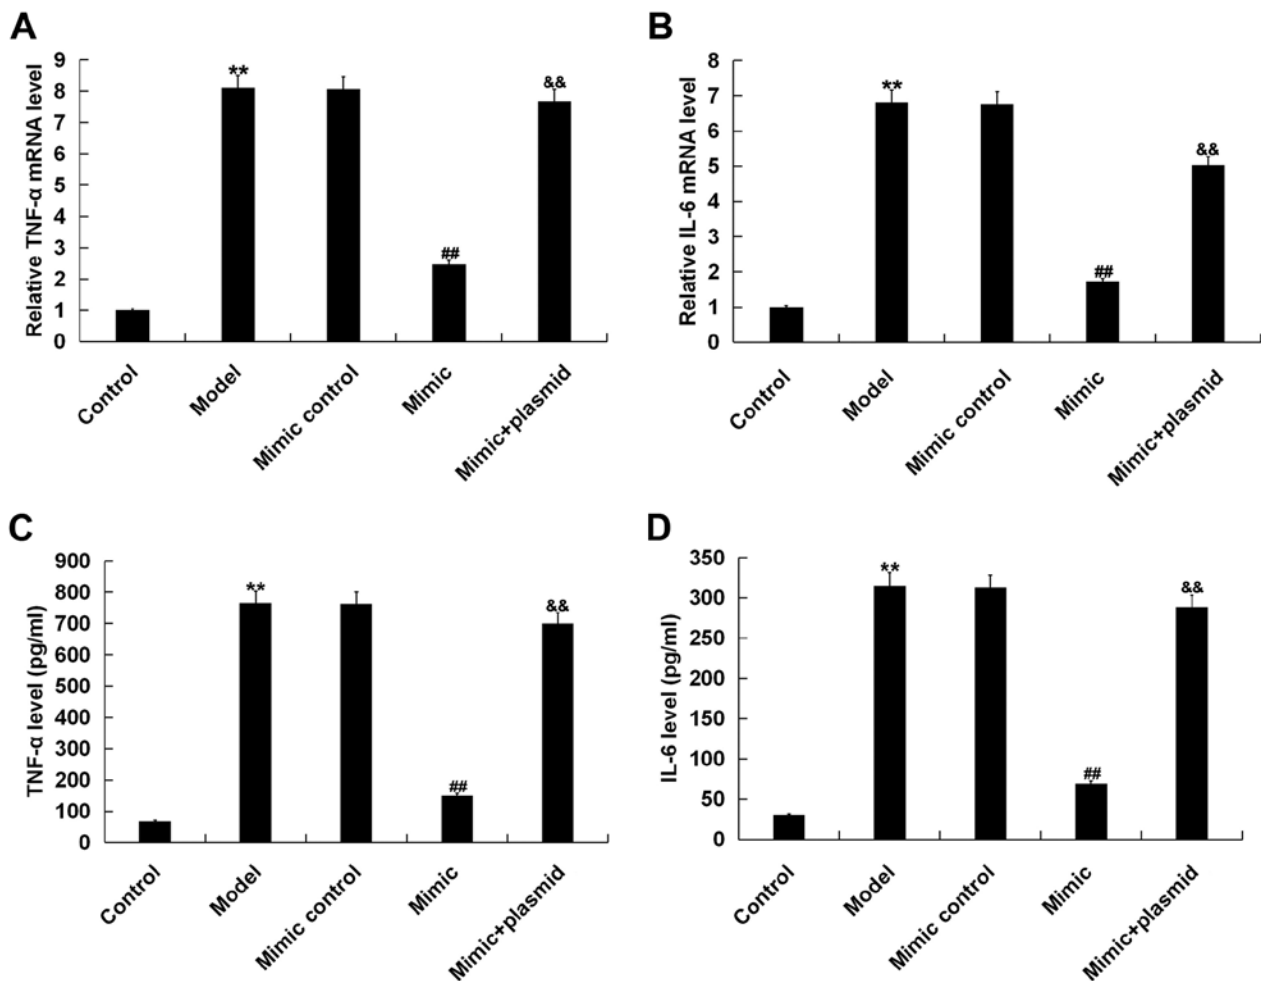 A
Relative TNF-α mRNA level
9
8
7
6
5
4
3
2
1
0
**
##
&&
Control
Model
Mimic control
Mimic
Mimic+plasmid
B
Relative IL-6 mRNA level
8
7
6
5
4
3
2
1
0
**
##
&&
Control
Model
Mimic control
Mimic
Mimic+plasmid
C
TNF-α level (pg/ml)
900
800
700
600
500
400
300
200
100
0
**
##
&&
Control
Model
Mimic control
Mimic
Mimic+plasmid
D
IL-6 level (pg/ml)
350
300
250
200
150
100
50
0
**
##
&&
Control
Model
Mimic control
Mimic
Mimic+plasmid